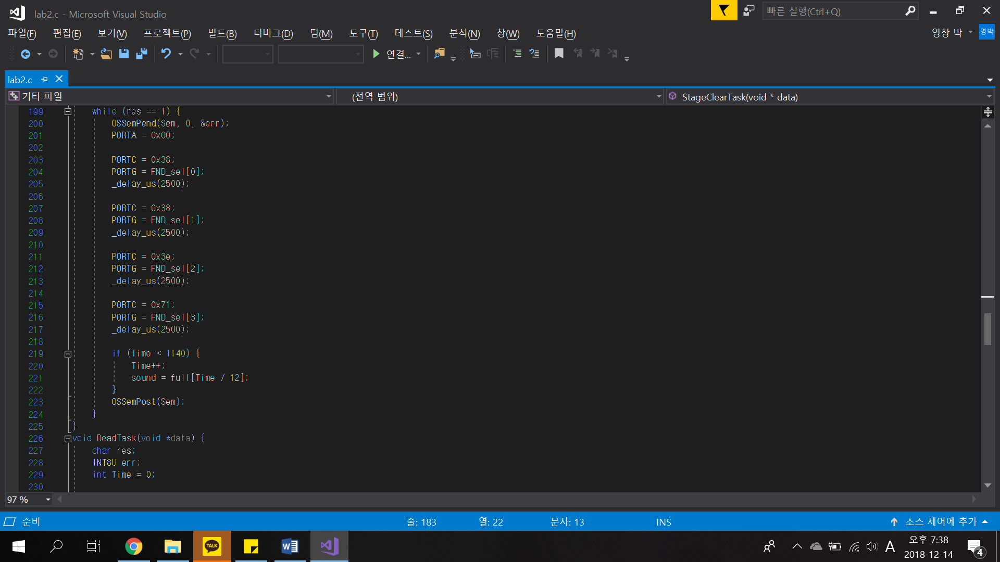 lab2.c - Microsoft Visual Studio
빠른 실행(Ctrl+Q)
파일(F) 편집(E) 보기(V) 프로젝트(P) 빌드(B) 디버그(D) 팀(M) 도구(T) 테스트(S) 분석(N) 창(W) 도움말(H)
영창 박
영박
연결...
lab2.c
기타 파일
(전역 범위)
StageClearTask(void * data)
199 while (res == 1) {
200 OSSemPend(Sem, 0, &err);
201 PORTA = 0x00;
202
203 PORTC = 0x38;
204 PORTG = FND_sel[0];
205 _delay_us(2500);
206
207 PORTC = 0x38;
208 PORTG = FND_sel[1];
209 _delay_us(2500);
210
211 PORTC = 0x3e;
212 PORTG = FND_sel[2];
213 _delay_us(2500);
214
215 PORTC = 0x71;
216 PORTG = FND_sel[3];
217 _delay_us(2500);
218
219 if (Time < 1140) {
220 Time++;
221 sound = full[Time / 12];
222 }
223 OSSemPost(Sem);
224 }
225 }
226 void DeadTask(void *data) {
227 char res;
228 INT8U err;
229 int Time = 0;
230
97 %
준비
줄: 183
열: 22
문자: 13
INS
소스 제어에 추가
TALK
A
오후 7:38
2018-12-14
4